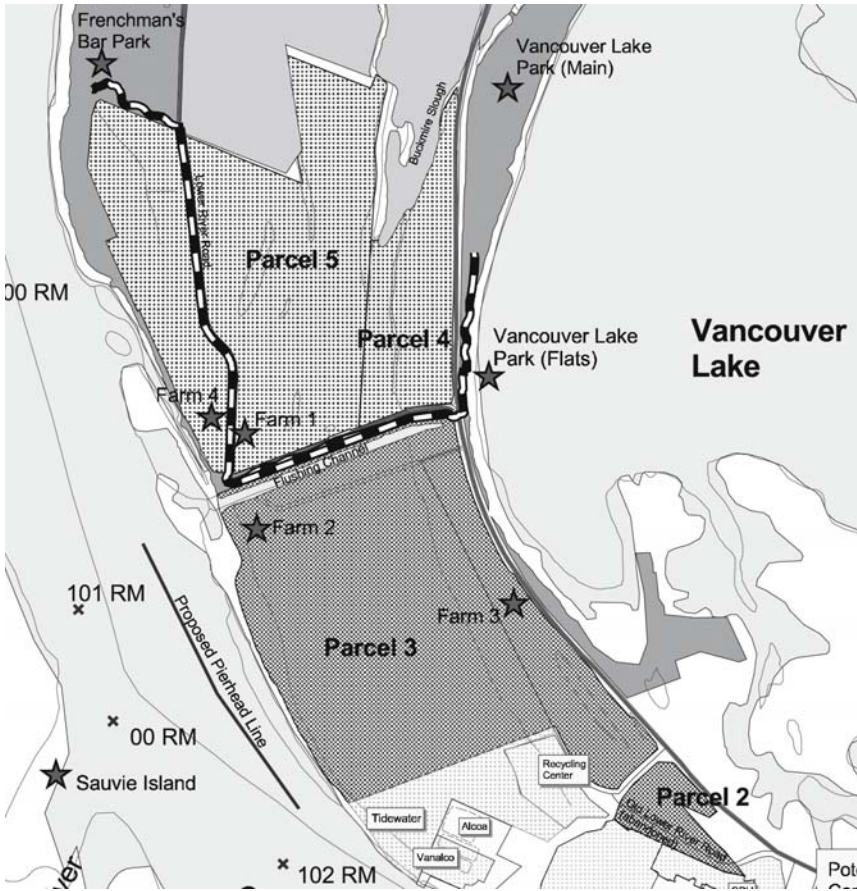 Frenchman's
Bar Park
Vancouver Lake
Park (Main)
Buckmire Slough
Lower River Road
Parcel 5
00 RM
Parcel 4
Vancouver Lake
Park (Flats)
Vancouver
Lake
Farm 4
Farm 1
Flushing Channel
Farm 2
101 RM
Proposed Pierhead Line
Farm 3
Parcel 3
00 RM
Sauvie Island
Recycling
Center
Parcel 2
Old Lower River Road
(abandoned)
Tidewater
Alcoa
Vanalco
102 RM